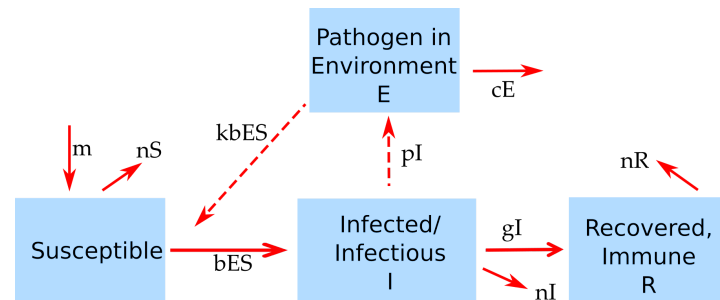 Pathogen in
Environment
E
cE
kbES
m
nS
pI
nR
Susceptible
bES
Infected/
Infectious
I
gI
nI
Recovered,
Immune
R